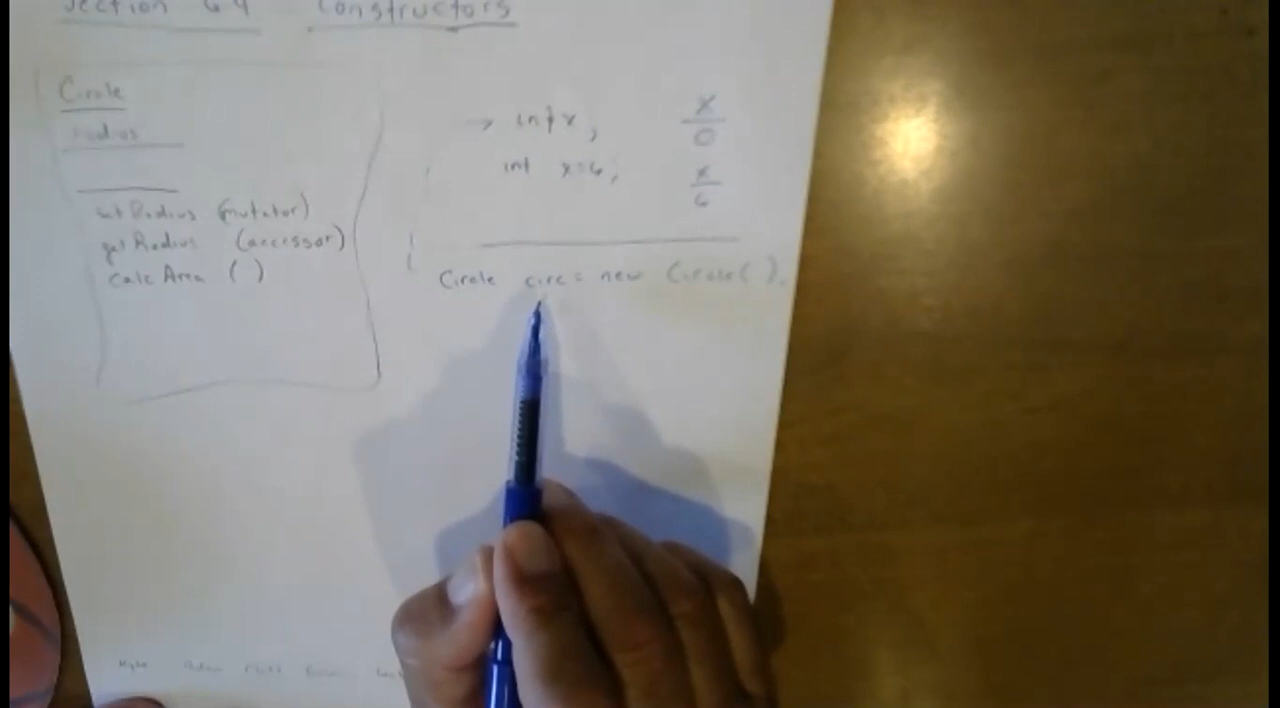 Section 6.4 Constructors
Circle
radius
setRadius (mutator)
getRadius (accessor)
calcArea ( )
→ int x;
x
0
int x=6;
x
6
Circle circ = new Circle( );
Kyle